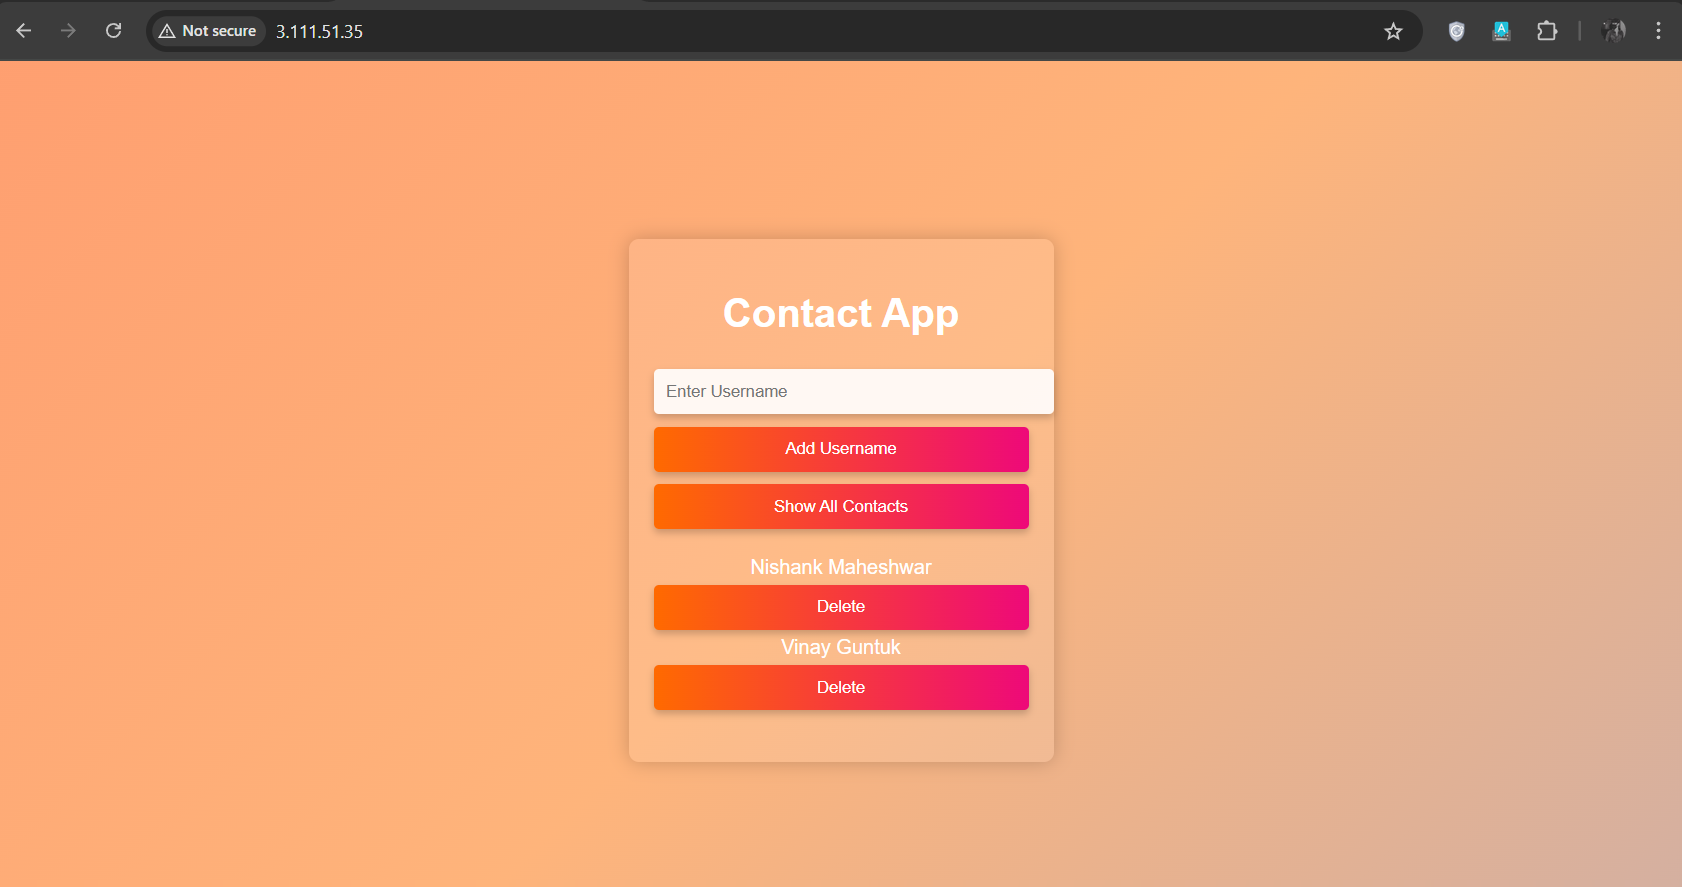 Not secure 3.111.51.35
Contact App
Enter Username
Add Username
Show All Contacts
Nishank Maheshwar
Delete
Vinay Guntuk
Delete